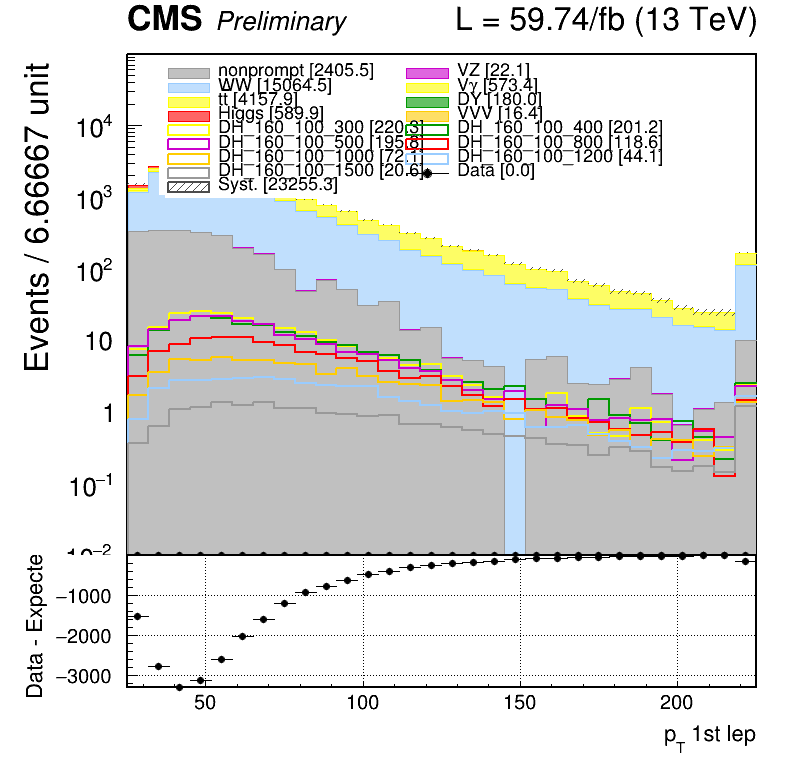 CMS Preliminary L = 59.74/fb (13 TeV)
nonprompt [2405.5] VZ [22.1]
WW [15064.5] Vγ [573.4]
tt [4157.9] DY [180.0]
Higgs [589.9] VVV [16.4]
DH_160_100_300 [220.3] DH_160_100_400 [201.2]
DH_160_100_500 [195.8] DH_160_100_800 [118.6]
DH_160_100_1000 [72.1] DH_160_100_1200 [44.1]
DH_160_100_1500 [20.6] Data [0.0]
Syst. [23255.3]
Events / 6.66667 unit
10⁴
10³
10²
10
1
10⁻¹
10⁻²
Data - Expecte
−1000
−2000
−3000
50 100 150 200
p_T 1st lep